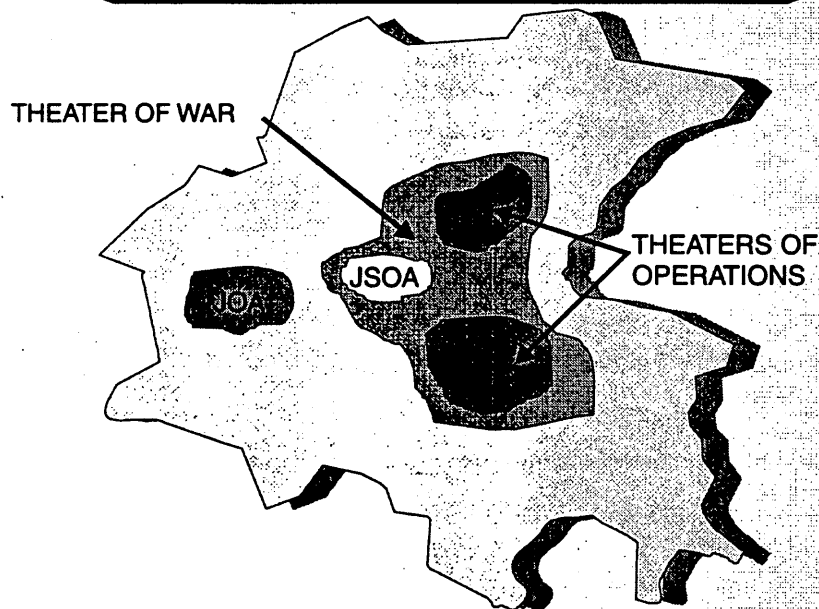 THEATER OF WAR
THEATERS OF
OPERATIONS
JSOA
JOA